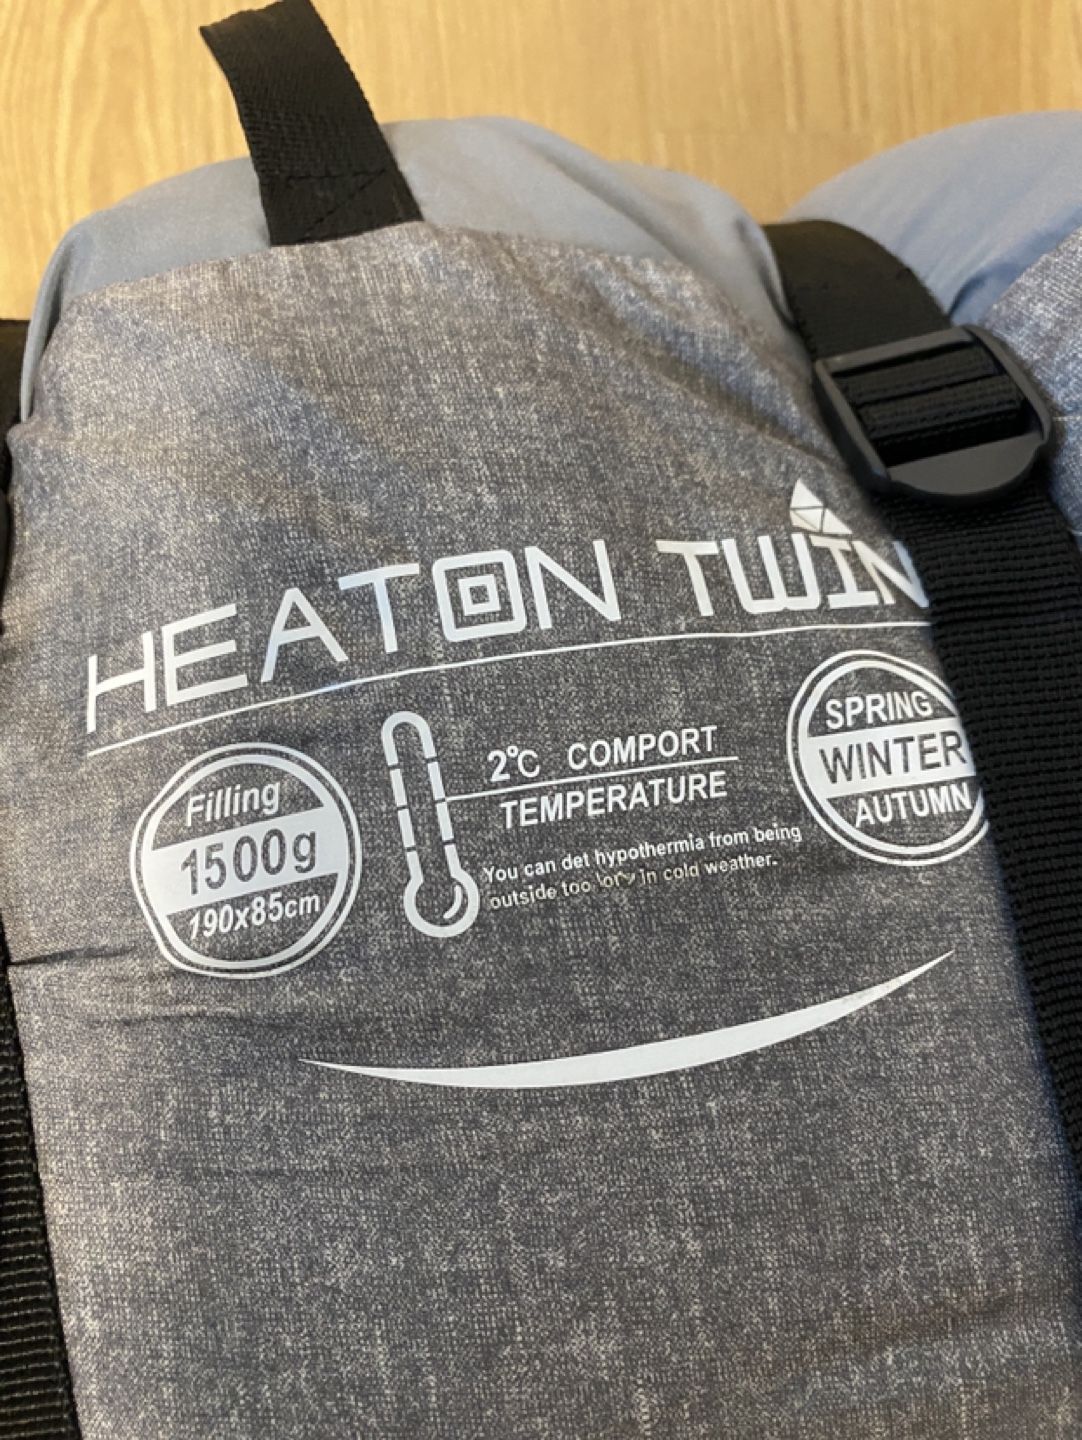 HEATON TWIN
Filling
1500g
190x85cm
2°C COMPORT
TEMPERATURE
You can det hypothermia from being
outside too in cold weather.
SPRING
WINTER
AUTUMN